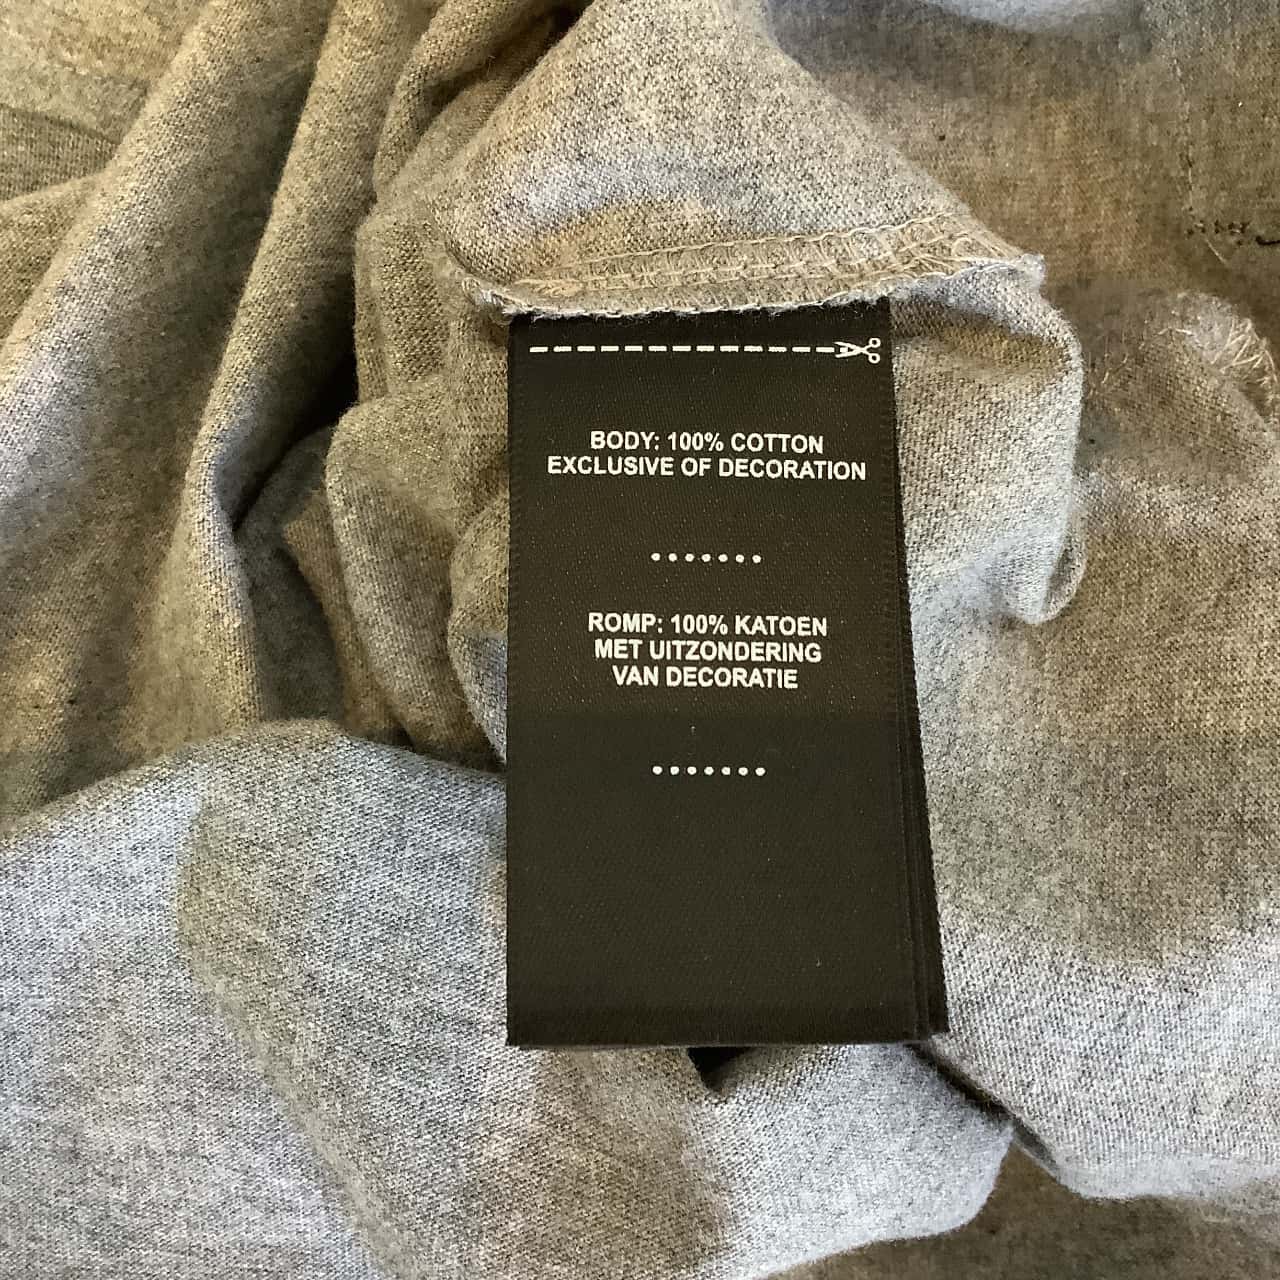 BODY: 100% COTTON
EXCLUSIVE OF DECORATION
ROMP: 100% KATOEN
MET UITZONDERING
VAN DECORATIE